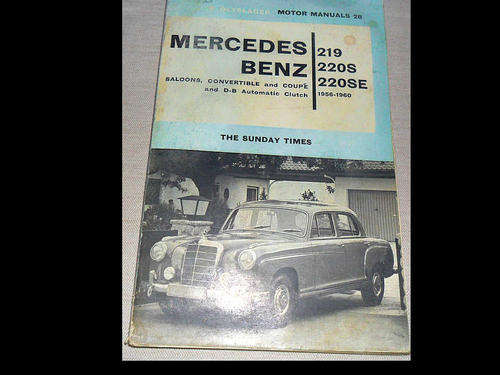 OLYSLAGER MOTOR MANUALS 28
MERCEDES
BENZ
SALOONS, CONVERTIBLE and COUPÉ
and D-B Automatic Clutch
219
220S
220SE
1956-1960
THE SUNDAY TIMES